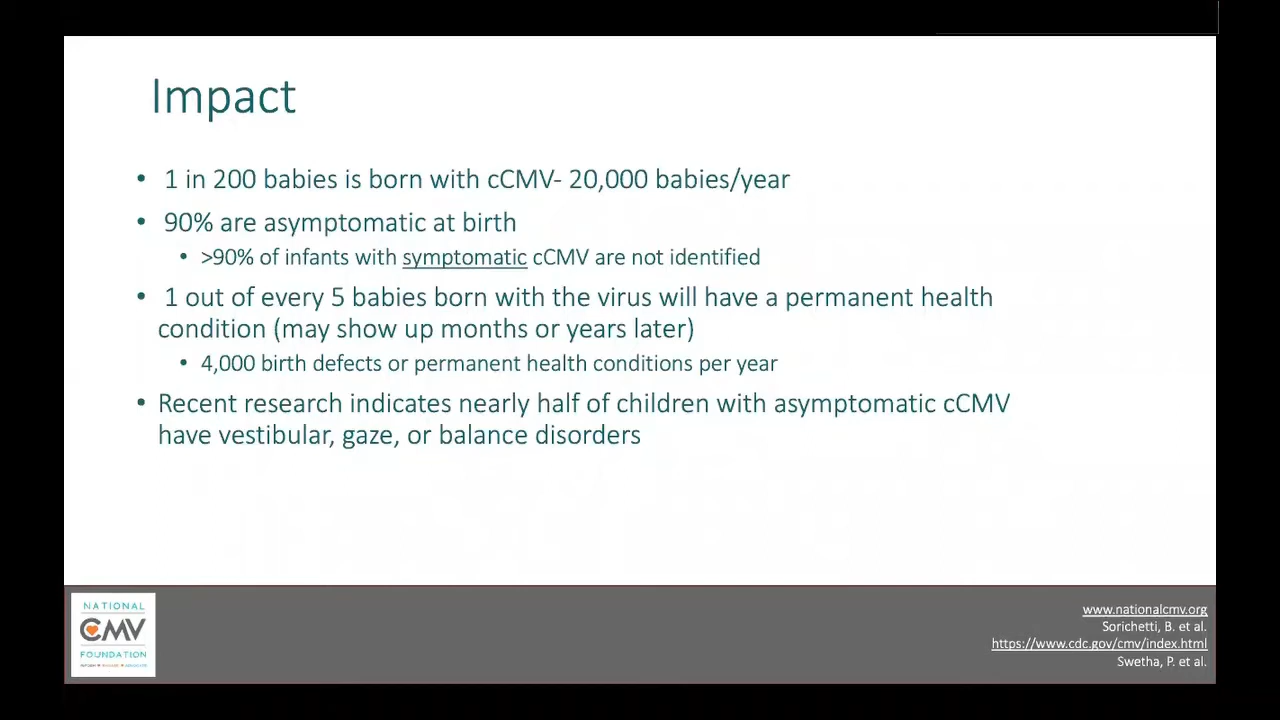 Impact
• 1 in 200 babies is born with cCMV- 20,000 babies/year
• 90% are asymptomatic at birth
• >90% of infants with symptomatic cCMV are not identified
• 1 out of every 5 babies born with the virus will have a permanent health
condition (may show up months or years later)
• 4,000 birth defects or permanent health conditions per year
• Recent research indicates nearly half of children with asymptomatic cCMV
have vestibular, gaze, or balance disorders
NATIONAL
CMV
FOUNDATION
www.nationalcmv.org
Sorichetti, B. et al.
https://www.cdc.gov/cmv/index.html
Swetha, P. et al.